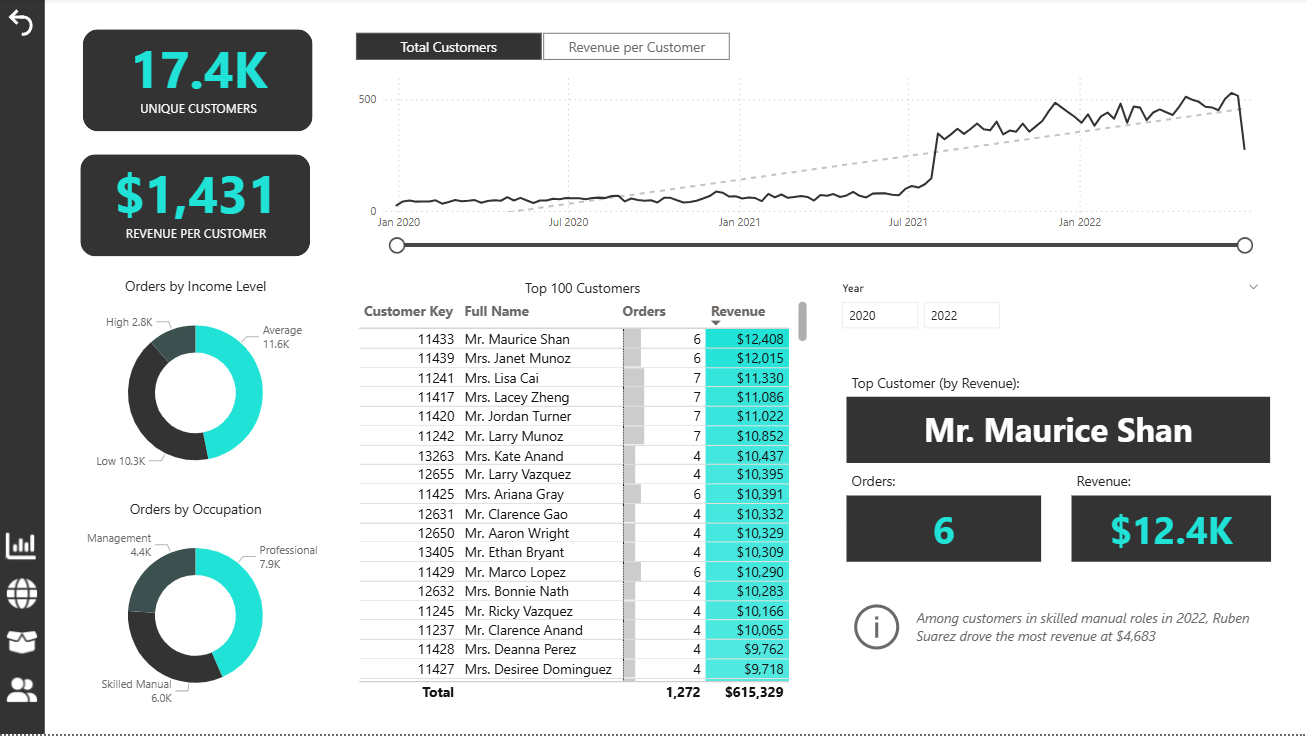 17.4K
UNIQUE CUSTOMERS
$1,431
REVENUE PER CUSTOMER
Total Customers
Revenue per Customer
500
0
Jan 2020
Jul 2020
Jan 2021
Jul 2021
Jan 2022
Orders by Income Level
High 2.8K
Average
11.6K
Low 10.3K
Orders by Occupation
Management
4.4K
Professional
7.9K
Skilled Manual
6.0K
Top 100 Customers
Customer Key Full Name Orders Revenue
11433 Mr. Maurice Shan 6 $12,408
11439 Mrs. Janet Munoz 6 $12,015
11241 Mrs. Lisa Cai 7 $11,330
11417 Mrs. Lacey Zheng 7 $11,086
11420 Mr. Jordan Turner 7 $11,022
11242 Mr. Larry Munoz 7 $10,852
13263 Mrs. Kate Anand 4 $10,437
12655 Mr. Larry Vazquez 4 $10,395
11425 Mrs. Ariana Gray 6 $10,391
12631 Mr. Clarence Gao 4 $10,332
12650 Mr. Aaron Wright 4 $10,329
13405 Mr. Ethan Bryant 4 $10,309
11429 Mr. Marco Lopez 6 $10,290
12632 Mrs. Bonnie Nath 4 $10,283
11245 Mr. Ricky Vazquez 4 $10,166
11237 Mr. Clarence Anand 4 $10,065
11428 Mrs. Deanna Perez 4 $9,762
11427 Mrs. Desiree Dominguez 4 $9,718
Total 1,272 $615,329
Year
2020
2022
Top Customer (by Revenue):
Mr. Maurice Shan
Orders:
6
Revenue:
$12.4K
Among customers in skilled manual roles in 2022, Ruben
Suarez drove the most revenue at $4,683